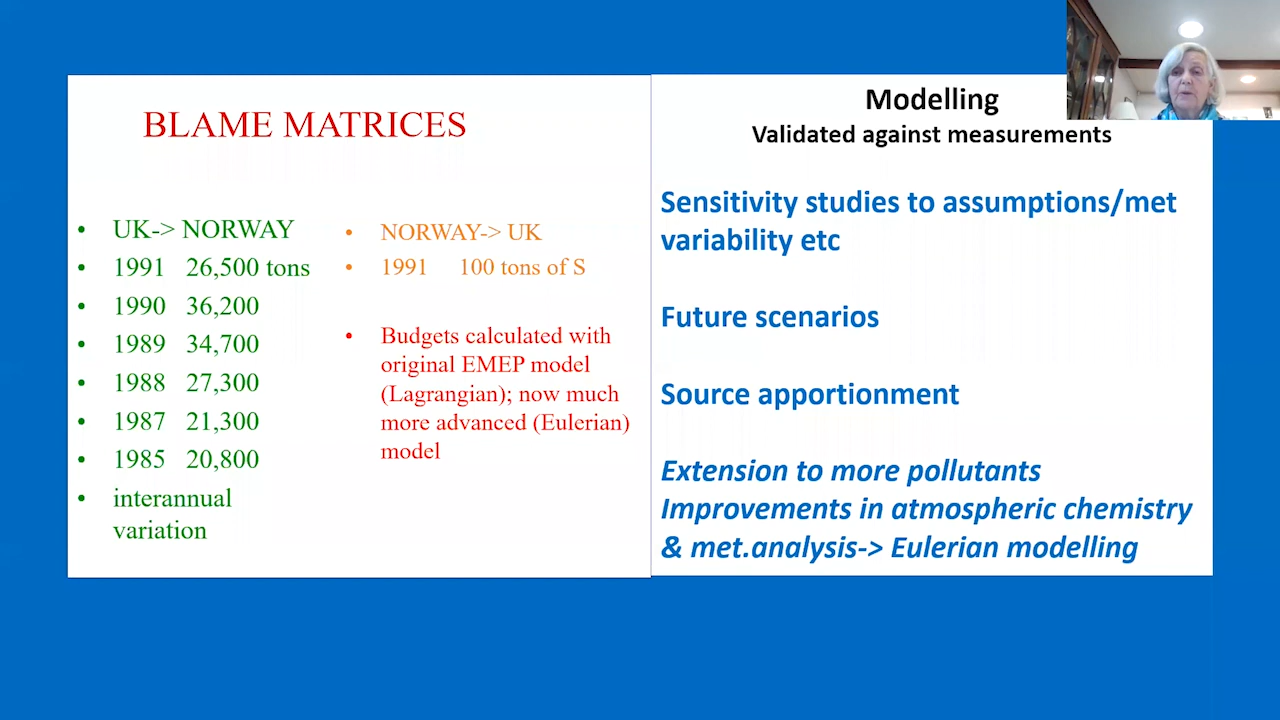 BLAME MATRICES
UK-> NORWAY
1991 26,500 tons
1990 36,200
1989 34,700
1988 27,300
1987 21,300
1985 20,800
interannual
variation
NORWAY-> UK
1991 100 tons of S
Budgets calculated with
original EMEP model
(Lagrangian); now much
more advanced (Eulerian)
model
Modelling
Validated against measurements
Sensitivity studies to assumptions/met
variability etc
Future scenarios
Source apportionment
Extension to more pollutants
Improvements in atmospheric chemistry
& met.analysis-> Eulerian modelling